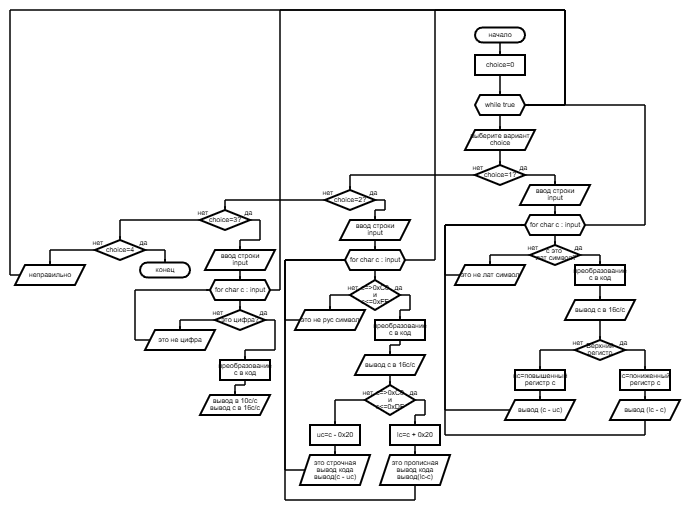 начало
choice=0
while true
выберите вариант
choice
нет
choice=1?
да
ввод строки
input
for char c : input
нет
с это
лат символ?
да
это не лат символ
преобразование
с в код
вывод с в 16с/с
нет
Верхний
регистр
да
с=повышенный
регистр с
с=пониженный
регистр с
вывод (с - uc)
вывод (lc - c)
нет
choice=2?
да
ввод строки
input
for char c : input
нет
c=>0xC0
и
c<=0xFF
да
это не рус символ
преобразование
с в код
вывод с в 16с/с
нет
c=>0xC0
и
c<=0xDF
да
uc=c - 0x20
lc=c + 0x20
это строчная
вывод кода
вывод(c - uc)
это прописная
вывод кода
вывод(lc-c)
нет
choice=3?
да
ввод строки
input
for char c : input
нет
это цифра?
да
это не цифра
преобразование
с в код
вывод в 10с/с
вывод с в 16с/с
нет
choice=4
да
неправильно
конец